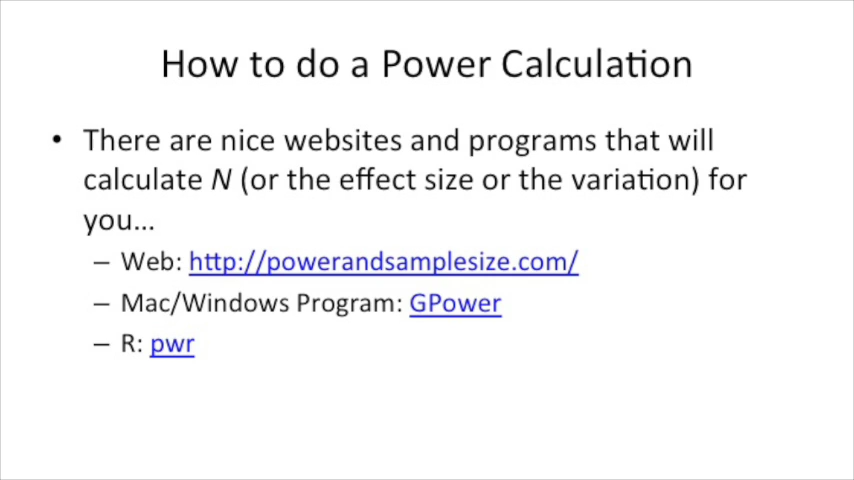 How to do a Power Calculation
• There are nice websites and programs that will
calculate N (or the effect size or the variation) for
you…
– Web: http://powerandsamplesize.com/
– Mac/Windows Program: GPower
– R: pwr